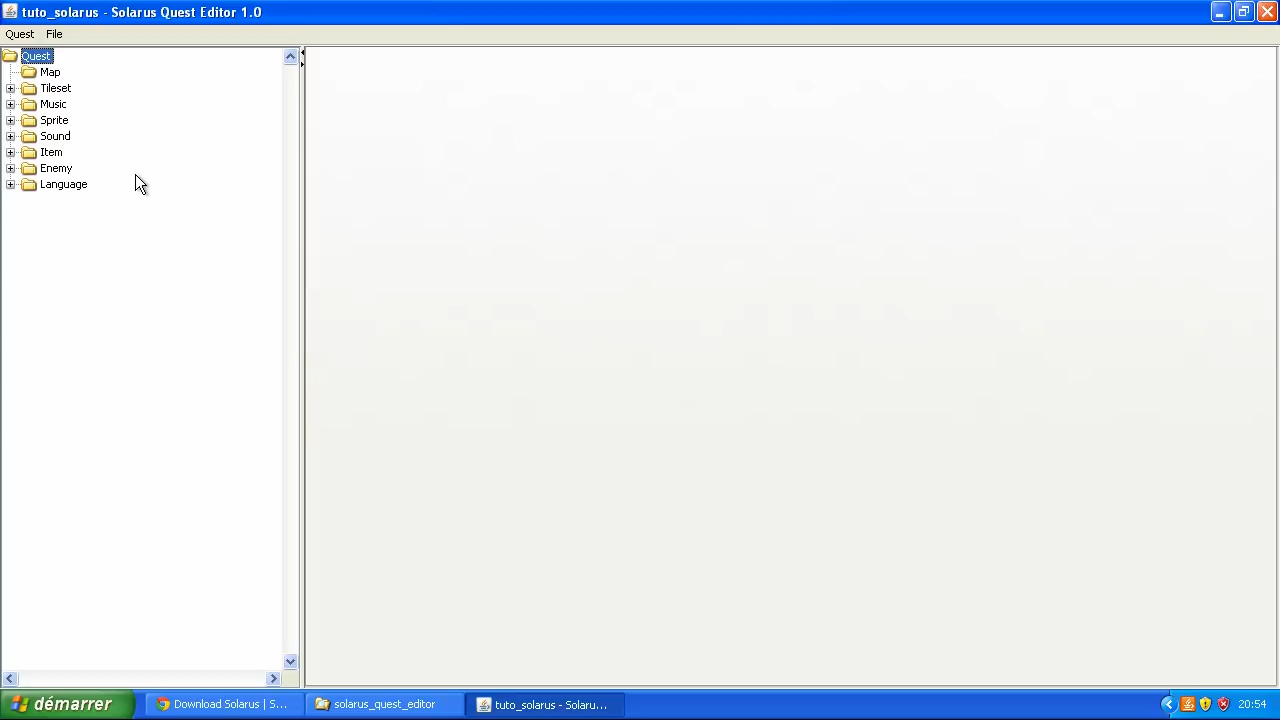 tuto_solarus - Solarus Quest Editor 1.0
Quest File
Quest
Map
Tileset
Music
Sprite
Sound
Item
Enemy
Language
démarrer
Download Solarus | S...
solarus_quest_editor
tuto_solarus - Solaru...
20:54